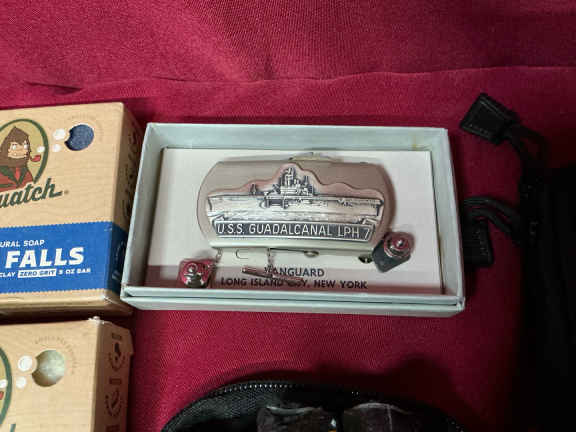 uatch®
URAL SOAP
FALLS
CLAY ZERO GRIT 5 OZ BAR
U.S.S. GUADALCANAL LPH 7
VANGUARD
LONG ISLAND CITY, NEW YORK